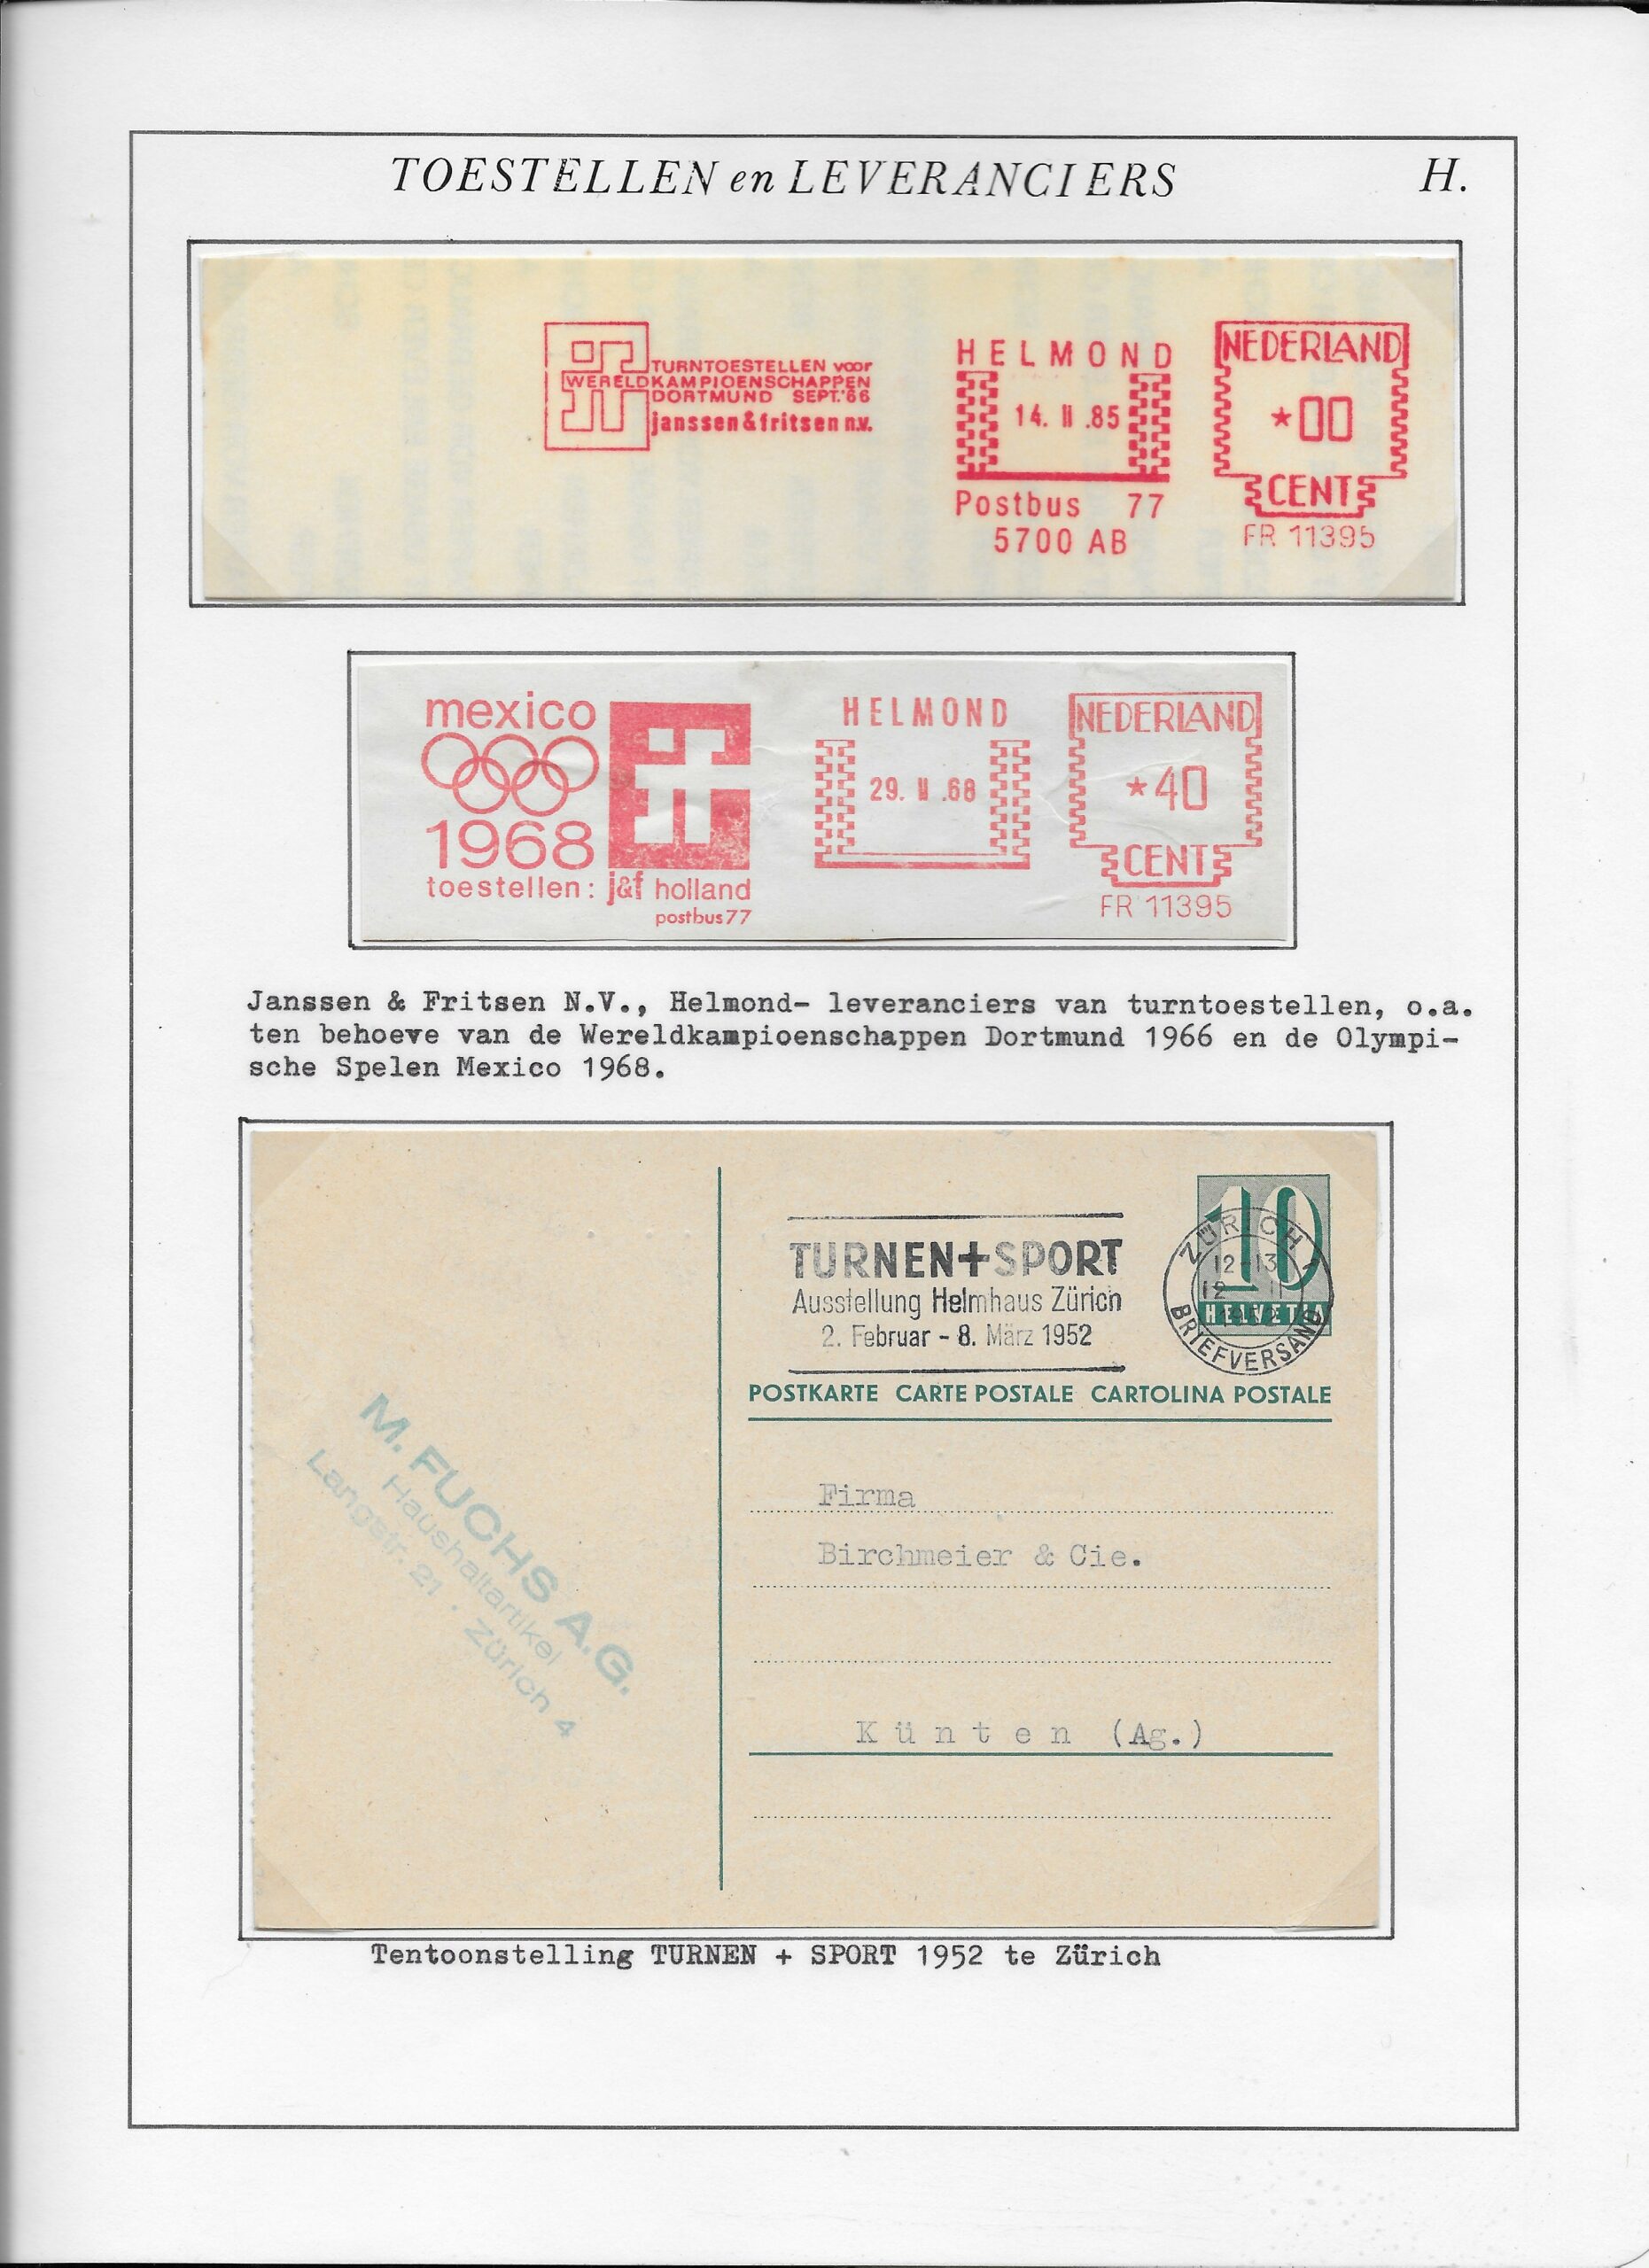 TOESTELLEN en LEVERANCIERS H.
TURNTOESTELLEN voor
WERELDKAMPIOENSCHAPPEN
DORTMUND SEPT.'66
janssen&fritsen n.v.
HELMOND
14. II .85
Postbus 77
5700 AB
NEDERLAND
*00
CENT
FR 11395
mexico
1968
toestellen: j&f holland
postbus 77
HELMOND
29. II .68
NEDERLAND
*40
CENT
FR 11395
Janssen & Fritsen N.V., Helmond- leveranciers van turntoestellen, o.a.
ten behoeve van de Wereldkampioenschappen Dortmund 1966 en de Olympi-
sche Spelen Mexico 1968.
TURNEN+SPORT
Ausstellung Helmhaus Zürich
2. Februar - 8. März 1952
10
HELVETIA
ZÜRICH 1
12-13
12 II
BRIEFVERSAND
POSTKARTE CARTE POSTALE CARTOLINA POSTALE
M. FUCHS A.G.
Haushaltartikel
Langstr. 21 · Zürich 4
Firma
Birchmeier & Cie.
Künten (Ag.)
Tentoonstelling TURNEN + SPORT 1952 te Zürich